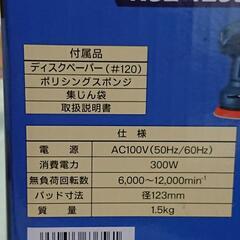 付属品
ディスクペーパー(#120)
ポリシングスポンジ
集じん袋
取扱説明書
仕様
電源 AC100V(50Hz/60Hz)
消費電力 300W
無負荷回転数 6,000~12,000min⁻¹
パッド寸法 径123mm
質量 1.5kg